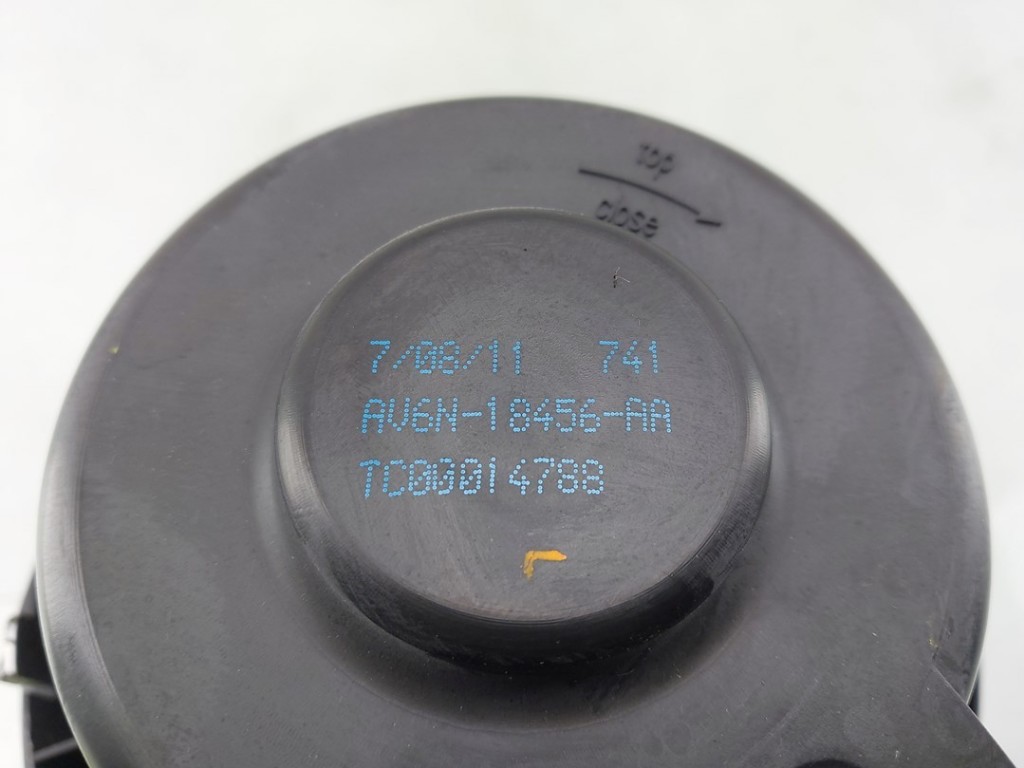 Top
close
7/08/11 741
AV6N-18456-AA
TC00014788